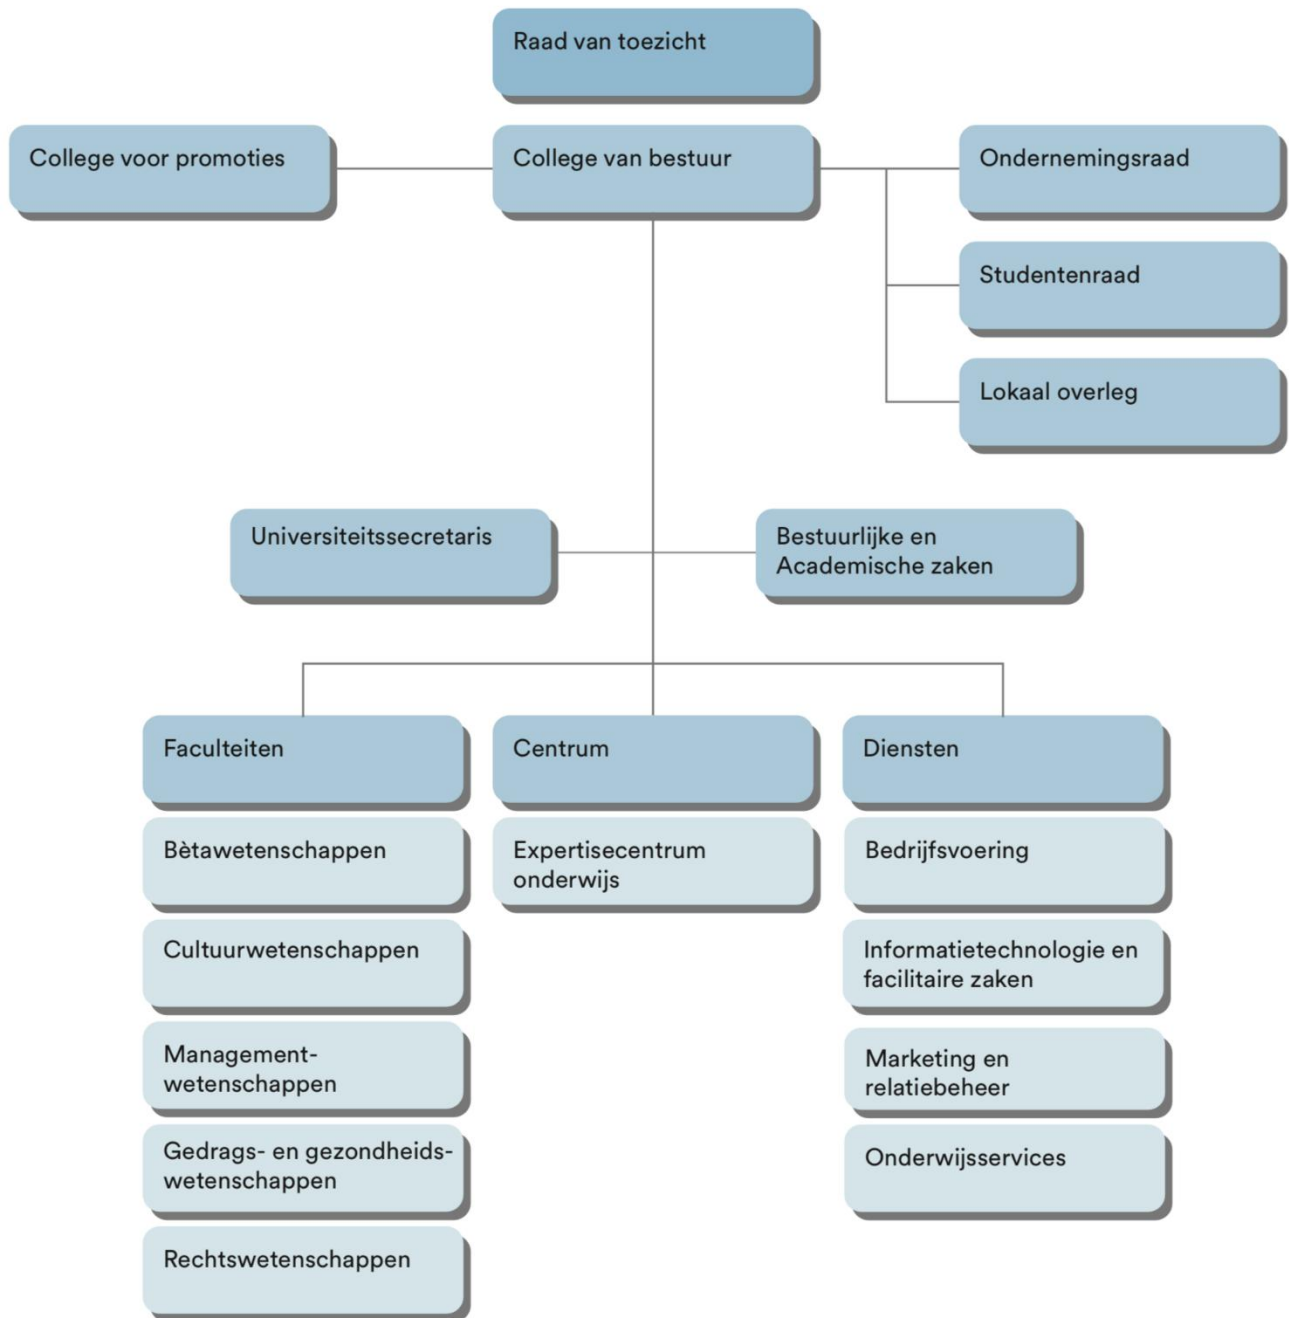 Raad van toezicht
College voor promoties
College van bestuur
Ondernemingsraad
Studentenraad
Lokaal overleg
Universiteitssecretaris
Bestuurlijke en
Academische zaken
Faculteiten
Centrum
Diensten
Bètawetenschappen
Expertisecentrum
onderwijs
Bedrijfsvoering
Cultuurwetenschappen
Informatietechnologie en
facilitaire zaken
Management-
wetenschappen
Marketing en
relatiebeheer
Gedrags- en gezondheids-
wetenschappen
Onderwijsservices
Rechtswetenschappen